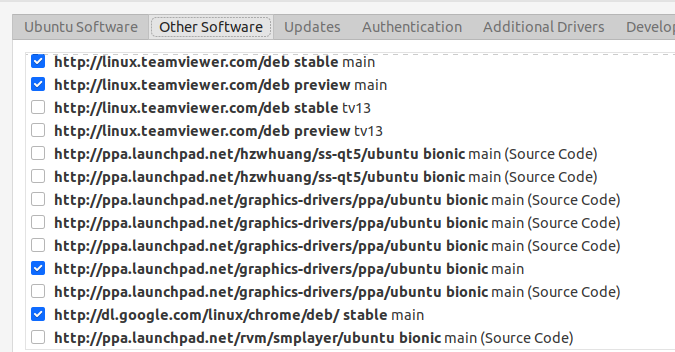 Ubuntu Software Other Software Updates Authentication Additional Drivers
http://linux.teamviewer.com/deb stable main
http://linux.teamviewer.com/deb preview main
http://linux.teamviewer.com/deb stable tv13
http://linux.teamviewer.com/deb preview tv13
http://ppa.launchpad.net/hzwhuang/ss-qt5/ubuntu bionic main (Source Code)
http://ppa.launchpad.net/hzwhuang/ss-qt5/ubuntu bionic main (Source Code)
http://ppa.launchpad.net/graphics-drivers/ppa/ubuntu bionic main (Source Code)
http://ppa.launchpad.net/graphics-drivers/ppa/ubuntu bionic main (Source Code)
http://ppa.launchpad.net/graphics-drivers/ppa/ubuntu bionic main (Source Code)
http://ppa.launchpad.net/graphics-drivers/ppa/ubuntu bionic main
http://ppa.launchpad.net/graphics-drivers/ppa/ubuntu bionic main (Source Code)
http://dl.google.com/linux/chrome/deb/ stable main
http://ppa.launchpad.net/rvm/smplayer/ubuntu bionic main (Source Code)